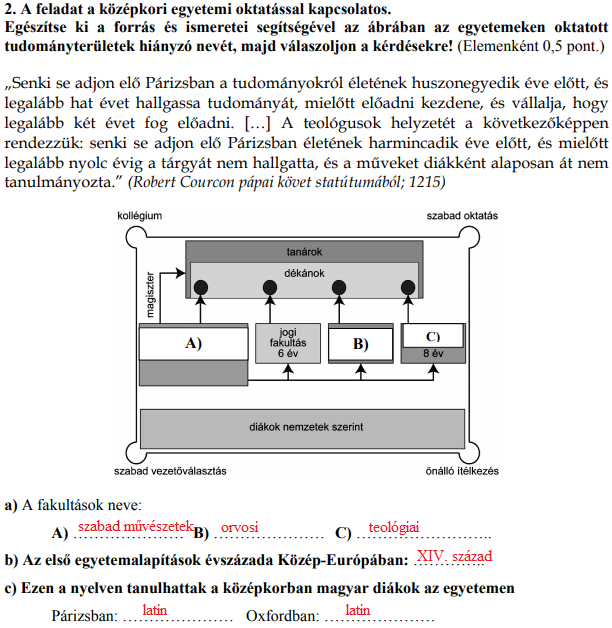 2. A feladat a középkori egyetemi oktatással kapcsolatos.
Egészítse ki a forrás és ismeretei segítségével az ábrában az egyetemeken oktatott
tudományterületek hiányzó nevét, majd válaszoljon a kérdésekre! (Elemenként 0,5 pont.)
„Senki se adjon elő Párizsban a tudományokról életének huszonegyedik éve előtt, és
legalább hat évet hallgassa tudományát, mielőtt előadni kezdene, és vállalja, hogy
legalább két évet fog előadni. […] A teológusok helyzetét a következőképpen
rendezzük: senki se adjon elő Párizsban életének harmincadik éve előtt, és mielőtt
legalább nyolc évig a tárgyát nem hallgatta, és a műveket diákként alaposan át nem
tanulmányozta.” (Robert Courcon pápai követ statútumából; 1215)
kollégium
szabad oktatás
tanárok
dékánok
magiszter
A)
jogi
fakultás
6 év
B)
C)
8 év
diákok nemzetek szerint
szabad vezetőválasztás
önálló ítélkezés
a) A fakultások neve:
A) szabad művészetek B) orvosi C) teológiai
b) Az első egyetemalapítások évszázada Közép-Európában: XIV. század
c) Ezen a nyelven tanulhattak a középkorban magyar diákok az egyetemen
Párizsban: latin Oxfordban: latin